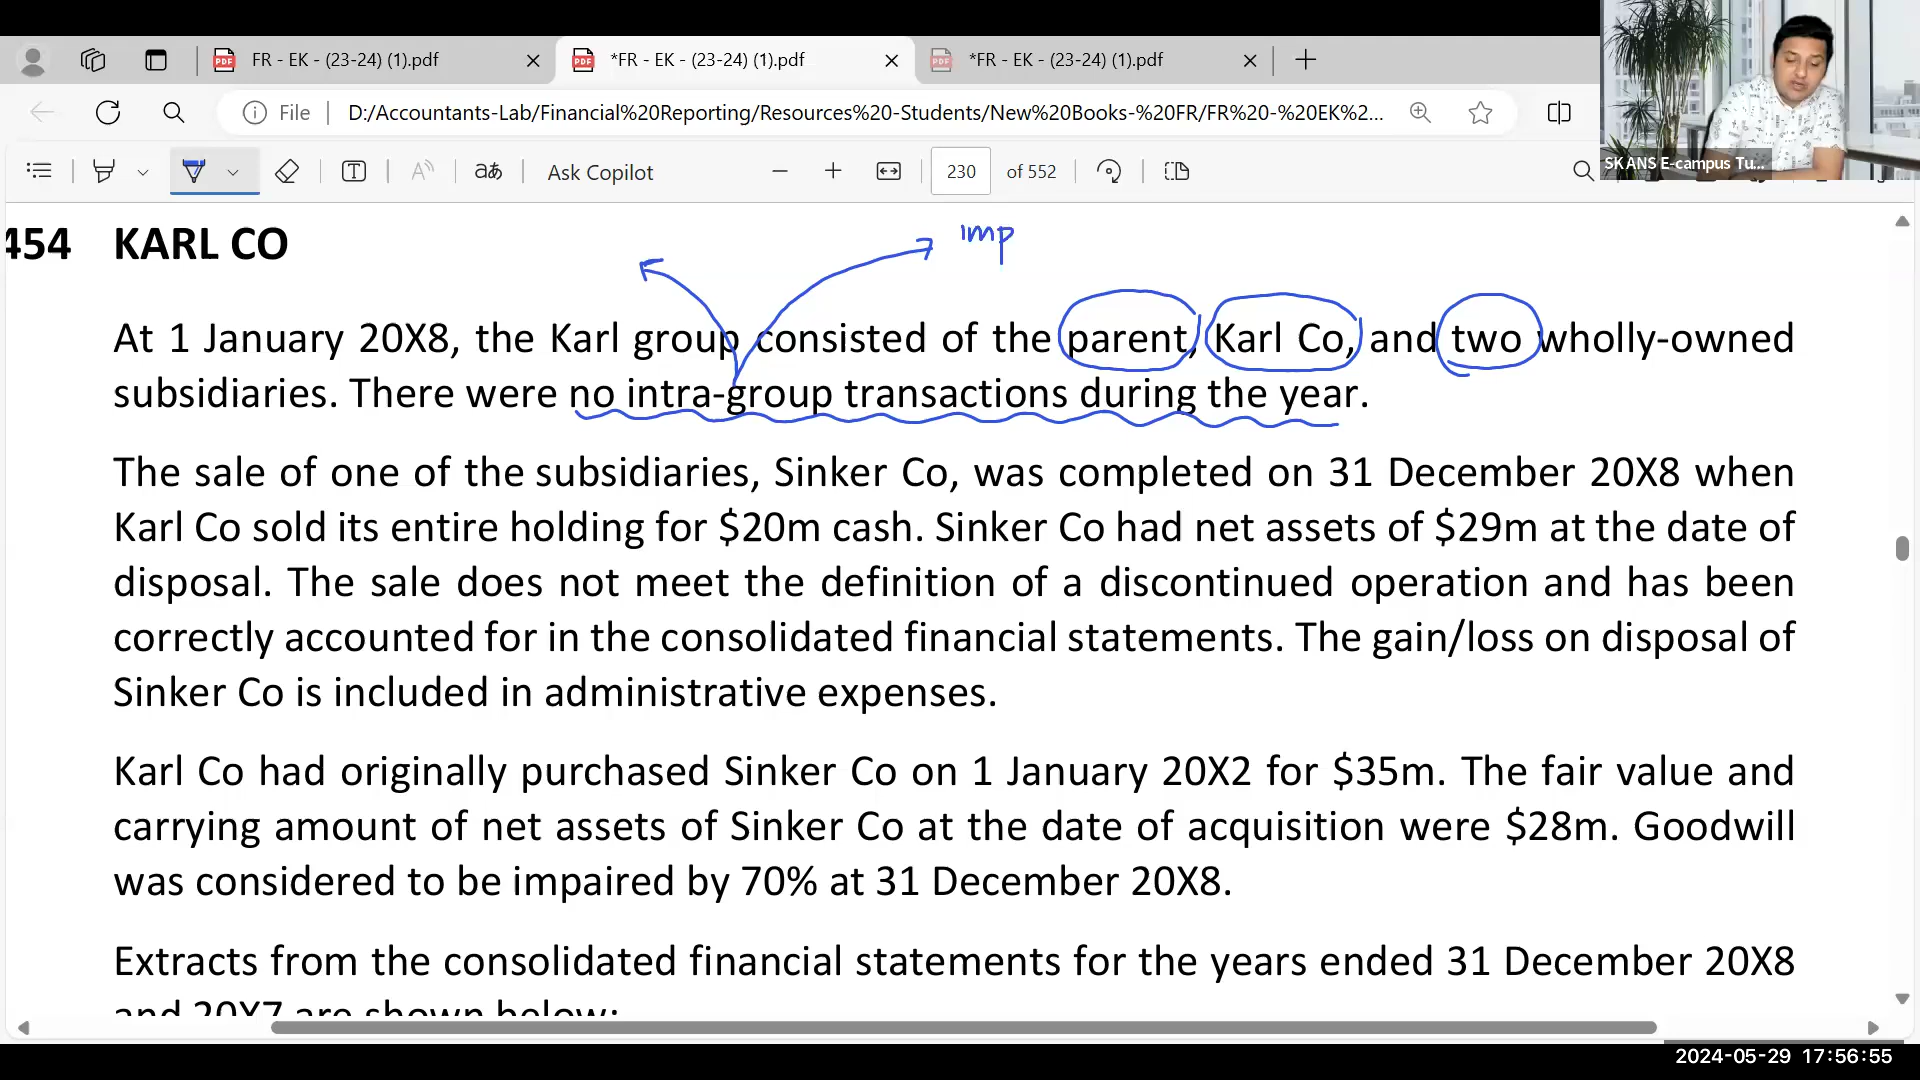 FR - EK - (23-24) (1).pdf
*FR - EK - (23-24) (1).pdf
*FR - EK - (23-24) (1).pdf
File
D:/Accountants-Lab/Financial%20Reporting/Resources%20-Students/New%20Books-%20FR/FR%20-%20EK%2...
SKANS E-campus Tu...
Ask Copilot
230
of 552
454 KARL CO
imp
At 1 January 20X8, the Karl group consisted of the parent, Karl Co, and two wholly-owned
subsidiaries. There were no intra-group transactions during the year.
The sale of one of the subsidiaries, Sinker Co, was completed on 31 December 20X8 when
Karl Co sold its entire holding for $20m cash. Sinker Co had net assets of $29m at the date of
disposal. The sale does not meet the definition of a discontinued operation and has been
correctly accounted for in the consolidated financial statements. The gain/loss on disposal of
Sinker Co is included in administrative expenses.
Karl Co had originally purchased Sinker Co on 1 January 20X2 for $35m. The fair value and
carrying amount of net assets of Sinker Co at the date of acquisition were $28m. Goodwill
was considered to be impaired by 70% at 31 December 20X8.
Extracts from the consolidated financial statements for the years ended 31 December 20X8
and 20X7 are shown below:
2024-05-29 17:56:55